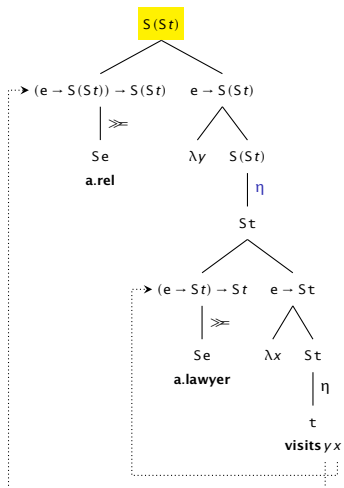 S(St)
(e → S(St)) → S(St) e → S(St)
≫=
Se λy S(St)
a.rel
η
St
(e → St) → St e → St
≫=
Se λx St
a.lawyer
η
t
visits y x